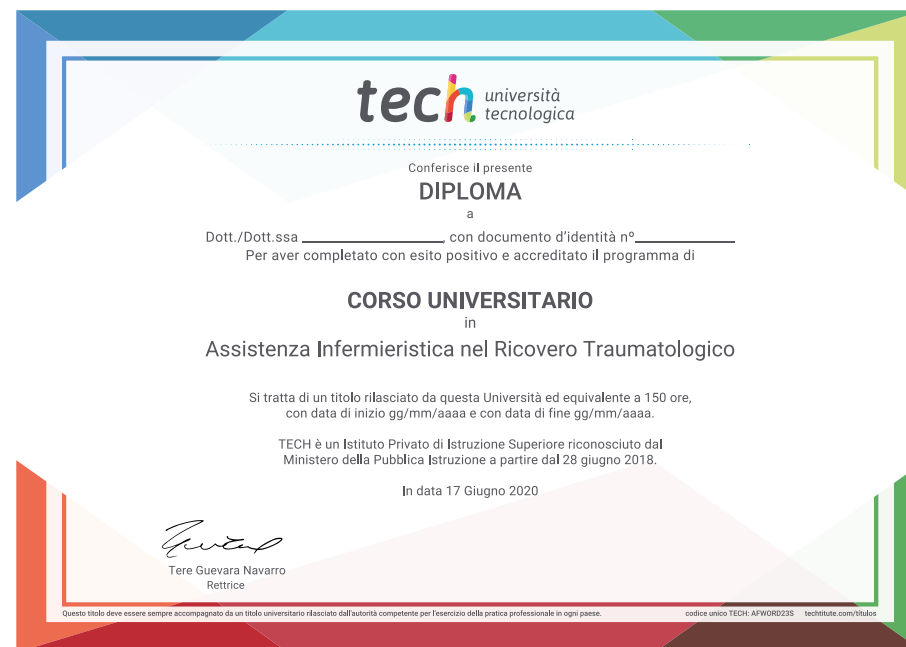 tech università
tecnologica
Conferisce il presente
DIPLOMA
a
Dott./Dott.ssa ______________, con documento d'identità nº__________
Per aver completato con esito positivo e accreditato il programma di
CORSO UNIVERSITARIO
in
Assistenza Infermieristica nel Ricovero Traumatologico
Si tratta di un titolo rilasciato da questa Università ed equivalente a 150 ore,
con data di inizio gg/mm/aaaa e con data di fine gg/mm/aaaa.
TECH è un Istituto Privato di Istruzione Superiore riconosciuto dal
Ministero della Pubblica Istruzione a partire dal 28 giugno 2018.
In data 17 Giugno 2020
Tere Guevara Navarro
Rettrice
Questo titolo deve essere sempre accompagnato da un titolo universitario rilasciato dall'autorità competente per l'esercizio della pratica professionale in ogni paese. codice unico TECH: AFWORD23S techtitute.com/titulos